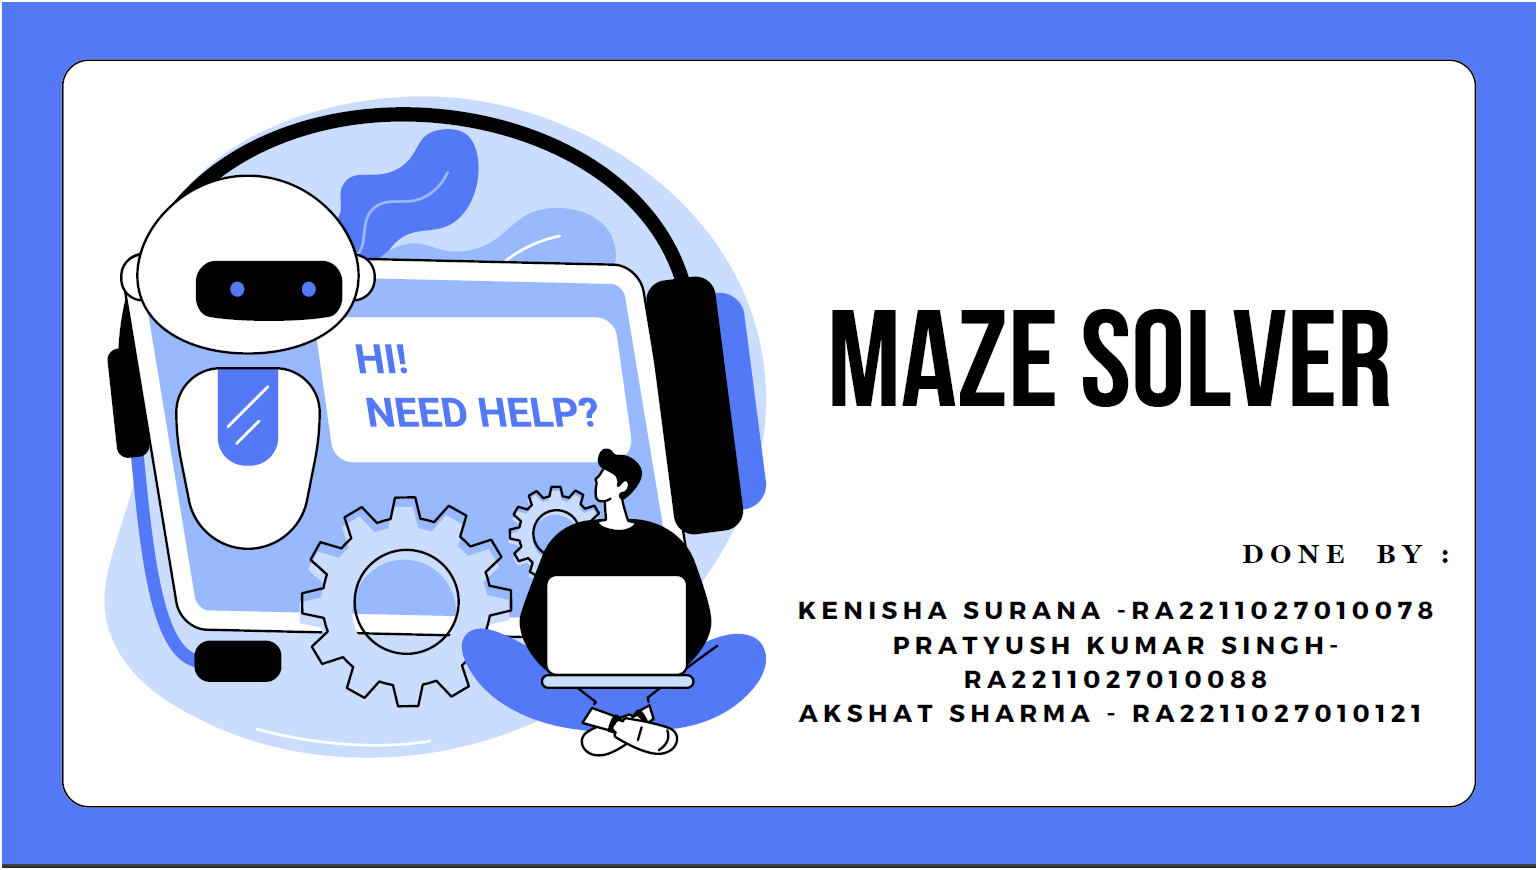 HI!
NEED HELP?
MAZE SOLVER
DONE BY :
KENISHA SURANA -RA2211027010078
PRATYUSH KUMAR SINGH-
RA2211027010088
AKSHAT SHARMA - RA2211027010121